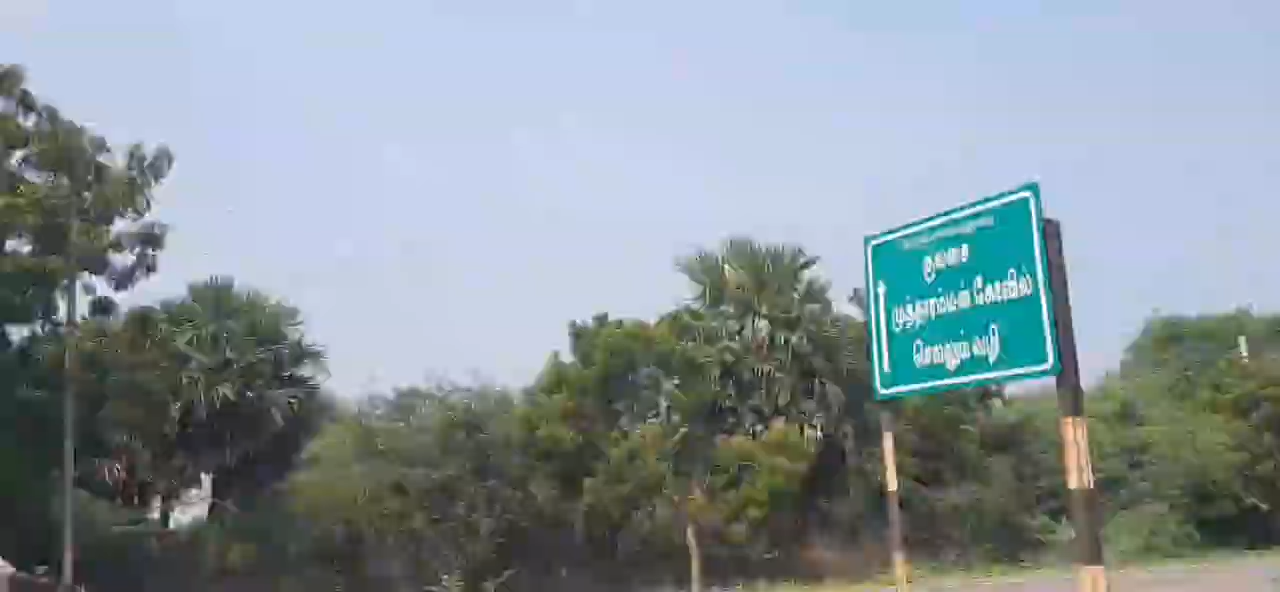 குலசை
முத்தாரம்மன் கோவில்
செல்லும் வழி